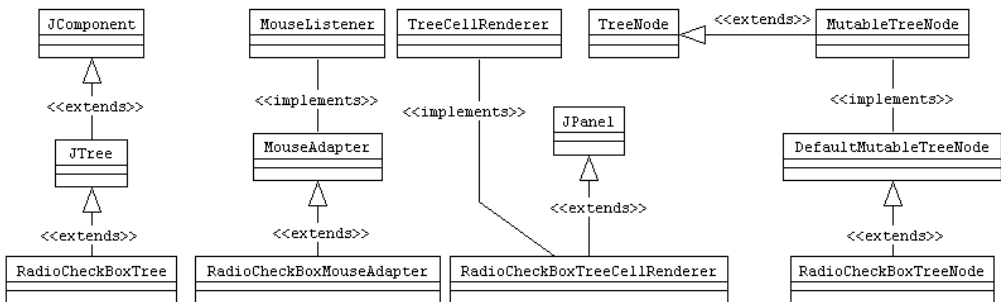 JComponent
MouseListener
TreeCellRenderer
TreeNode
<<extends>>
MutableTreeNode
<<extends>>
<<implements>>
<<implements>>
<<implements>>
JPanel
JTree
MouseAdapter
DefaultMutableTreeNode
<<extends>>
<<extends>>
<<extends>>
<<extends>>
RadioCheckBoxTree
RadioCheckBoxMouseAdapter
RadioCheckBoxTreeCellRenderer
RadioCheckBoxTreeNode